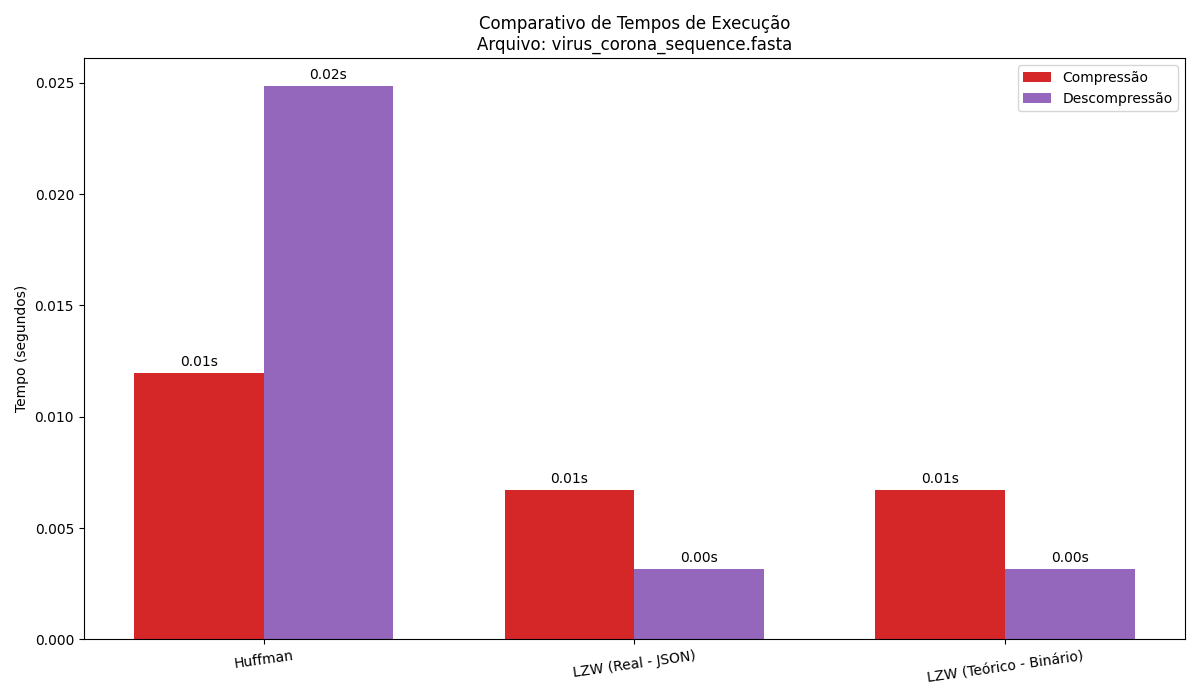 Comparativo de Tempos de Execução
Arquivo: virus_corona_sequence.fasta
Compressão
Descompressão
Tempo (segundos)
0.025
0.020
0.015
0.010
0.005
0.000
0.01s
0.02s
0.01s
0.00s
0.01s
0.00s
Huffman
LZW (Real - JSON)
LZW (Teórico - Binário)